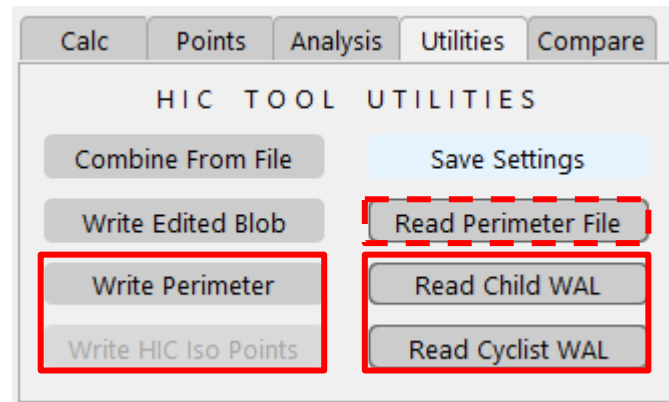 Calc Points Analysis Utilities Compare
HIC TOOL UTILITIES
Combine From File Save Settings
Write Edited Blob Read Perimeter File
Write Perimeter Read Child WAL
Write HIC Iso Points Read Cyclist WAL